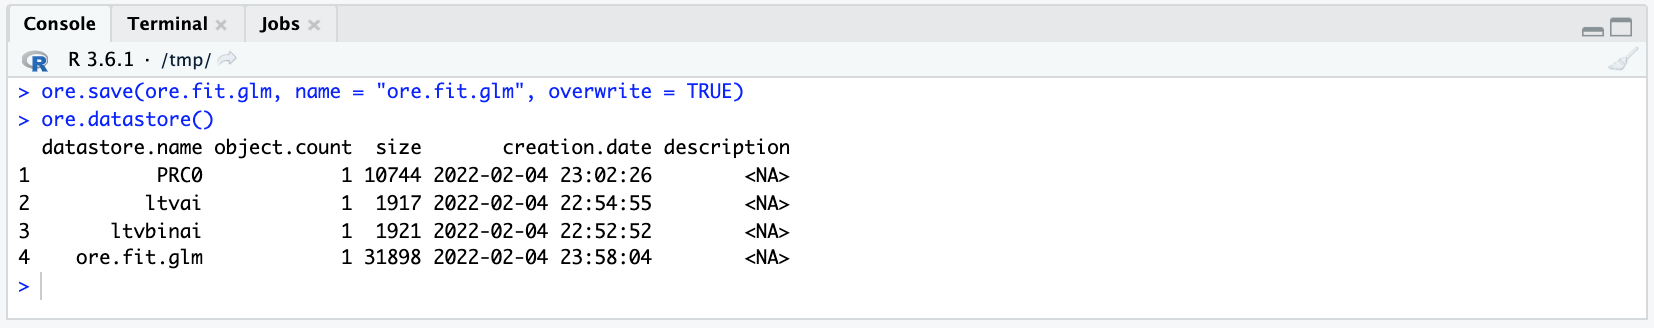 Console Terminal Jobs
R R 3.6.1 · /tmp/
> ore.save(ore.fit.glm, name = "ore.fit.glm", overwrite = TRUE)
> ore.datastore()
datastore.name object.count size creation.date description
1 PRC0 1 10744 2022-02-04 23:02:26 <NA>
2 ltvai 1 1917 2022-02-04 22:54:55 <NA>
3 ltvbinai 1 1921 2022-02-04 22:52:52 <NA>
4 ore.fit.glm 1 31898 2022-02-04 23:58:04 <NA>
>